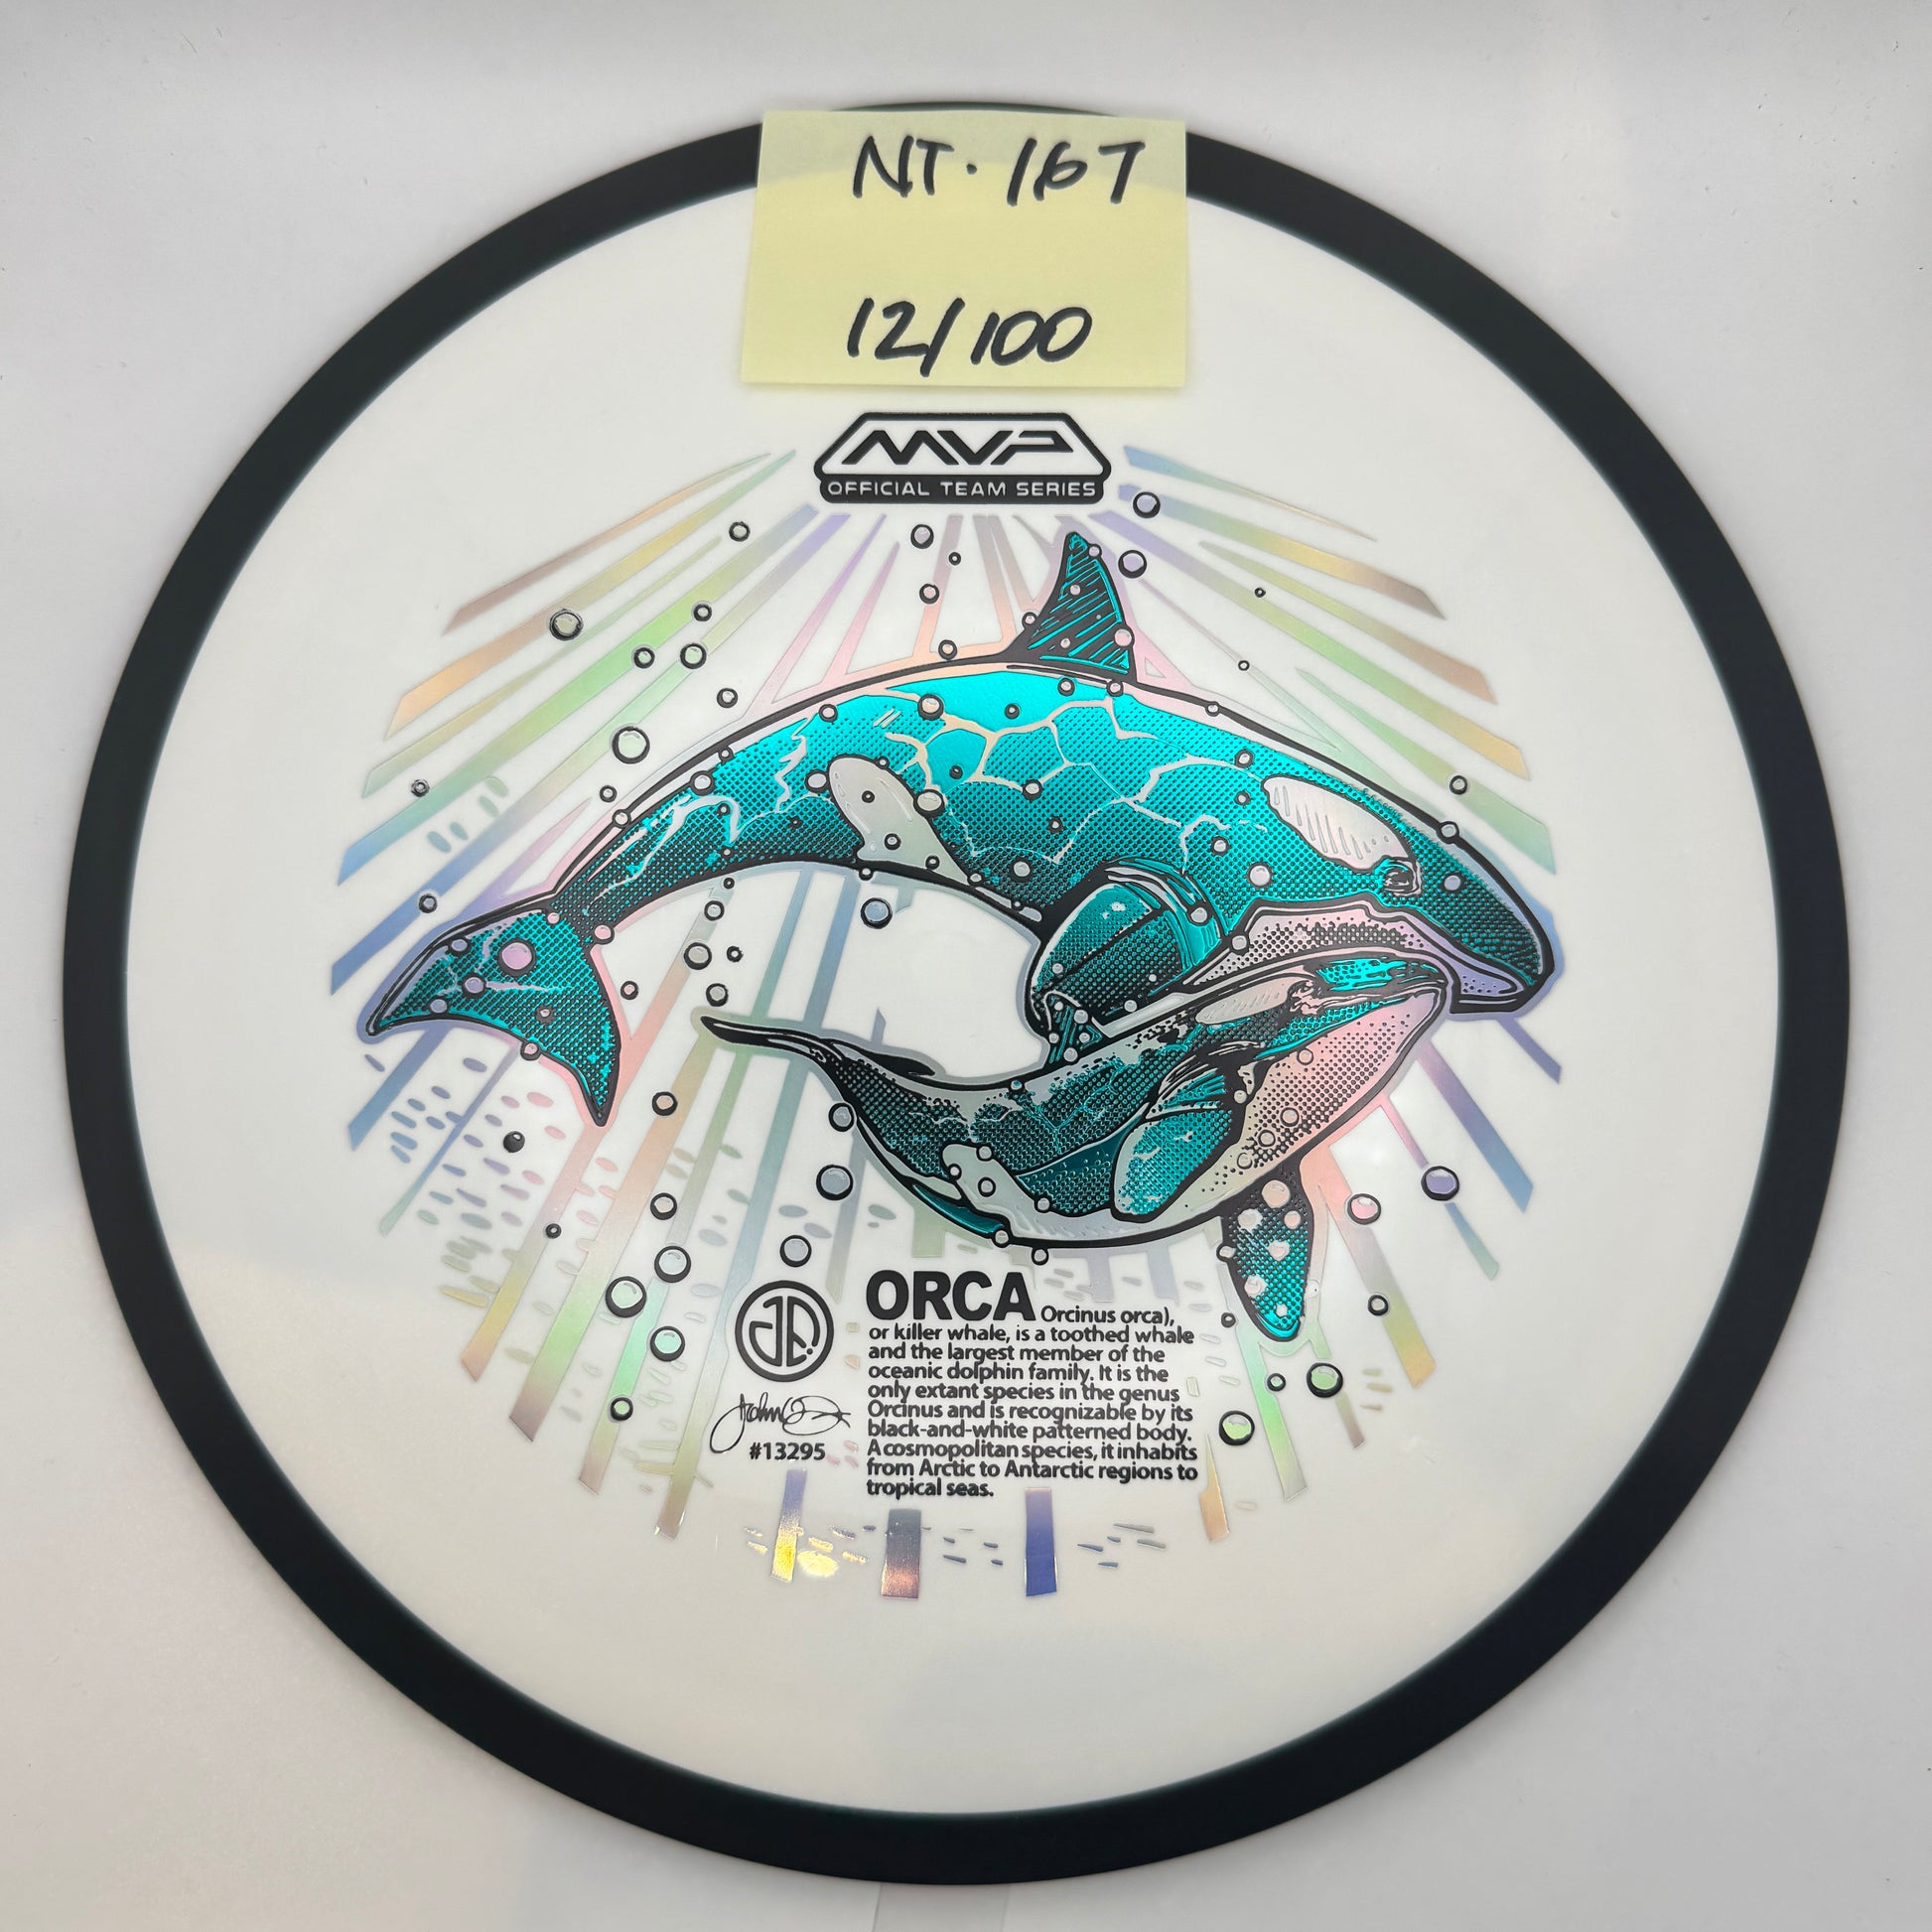 NT. 167
12/100
MVP
OFFICIAL TEAM SERIES
ORCA Orcinus orca),
or killer whale, is a toothed whale
and the largest member of the
oceanic dolphin family. It is the
only extant species in the genus
Orcinus and is recognizable by its
black-and-white patterned body.
A cosmopolitan species, it inhabits
from Arctic to Antarctic regions to
tropical seas.
#13295